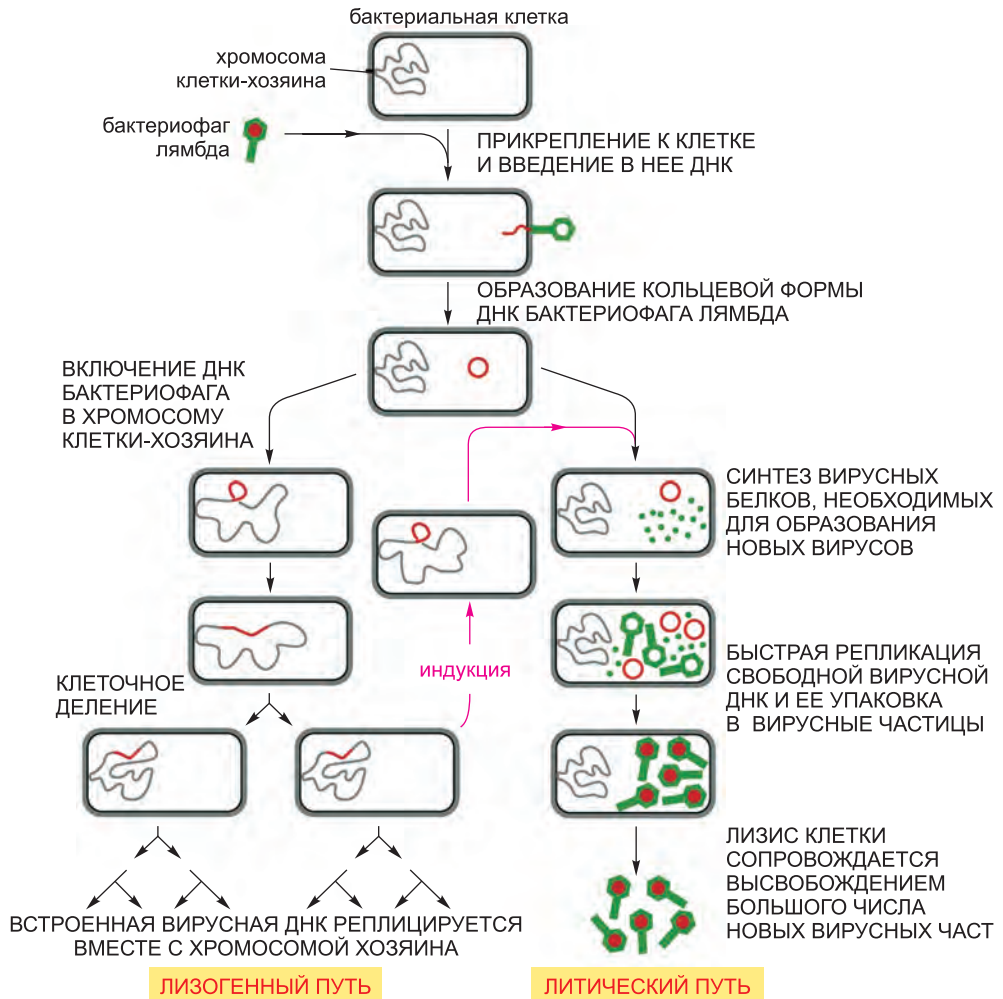 бактериальная клетка
хромосома
клетки-хозяина
бактериофаг
лямбда
ПРИКРЕПЛЕНИЕ К КЛЕТКЕ
И ВВЕДЕНИЕ В НЕЕ ДНК
ОБРАЗОВАНИЕ КОЛЬЦЕВОЙ ФОРМЫ
ДНК БАКТЕРИОФАГА ЛЯМБДА
ВКЛЮЧЕНИЕ ДНК
БАКТЕРИОФАГА
В ХРОМОСОМУ
КЛЕТКИ-ХОЗЯИНА
СИНТЕЗ ВИРУСНЫХ
БЕЛКОВ, НЕОБХОДИМЫХ
ДЛЯ ОБРАЗОВАНИЯ
НОВЫХ ВИРУСОВ
индукция
КЛЕТОЧНОЕ
ДЕЛЕНИЕ
БЫСТРАЯ РЕПЛИКАЦИЯ
СВОБОДНОЙ ВИРУСНОЙ
ДНК И ЕЕ УПАКОВКА
В ВИРУСНЫЕ ЧАСТИЦЫ
ЛИЗИС КЛЕТКИ
СОПРОВОЖДАЕТСЯ
ВЫСВОБОЖДЕНИЕМ
БОЛЬШОГО ЧИСЛА
НОВЫХ ВИРУСНЫХ ЧАСТ
ВСТРОЕННАЯ ВИРУСНАЯ ДНК РЕПЛИЦИРУЕТСЯ
ВМЕСТЕ С ХРОМОСОМОЙ ХОЗЯИНА
ЛИЗОГЕННЫЙ ПУТЬ
ЛИТИЧЕСКИЙ ПУТЬ